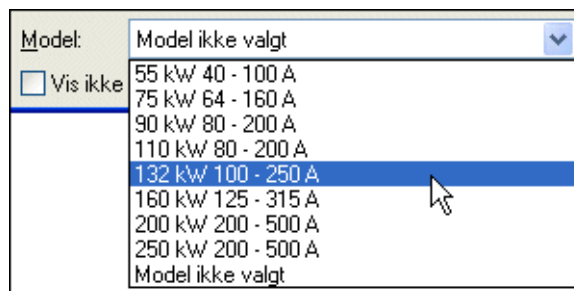 Model: Model ikke valgt
Vis ikke
55 kW 40 - 100 A
75 kW 64 - 160 A
90 kW 80 - 200 A
110 kW 80 - 200 A
132 kW 100 - 250 A
160 kW 125 - 315 A
200 kW 200 - 500 A
250 kW 200 - 500 A
Model ikke valgt